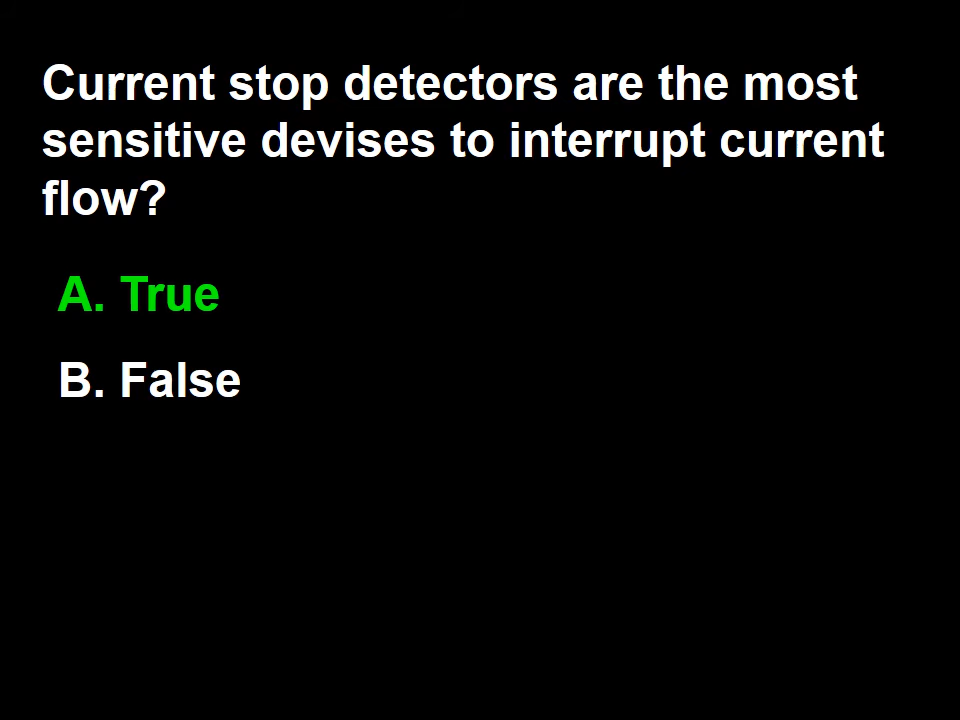 Current stop detectors are the most
sensitive devises to interrupt current
flow?
A. True
B. False